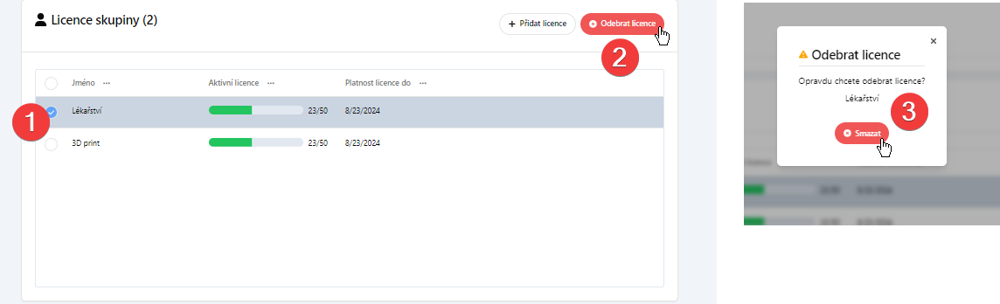 Licence skupiny (2)
+ Přidat licence
Odebrat licence
2
Jméno ...
Aktivní licence ...
Platnost licence do ...
1
Lékařství
23/50
8/23/2024
3D print
23/50
8/23/2024
×
Odebrat licence
Opravdu chcete odebrat licence?
Lékařství
3
Smazat